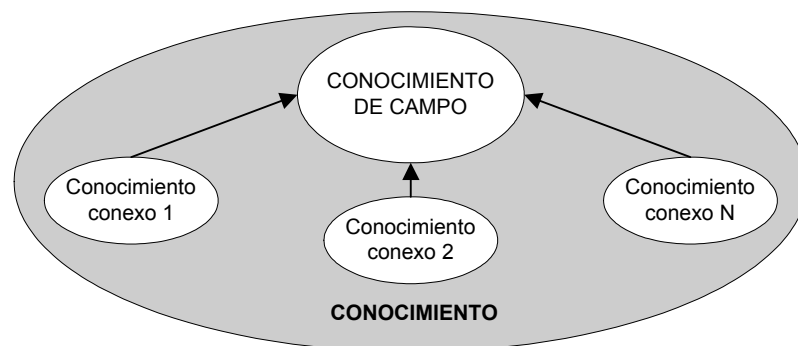 CONOCIMIENTO
DE CAMPO
Conocimiento
conexo 1
Conocimiento
conexo 2
Conocimiento
conexo N
CONOCIMIENTO